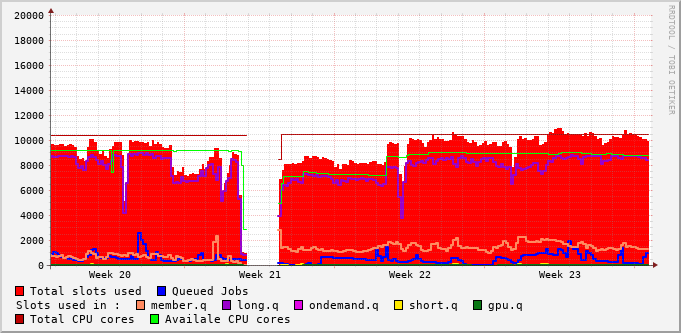 20000
18000
16000
14000
12000
10000
8000
6000
4000
2000
0
Week 20 Week 21 Week 22 Week 23
RRDTOOL / TOBI OETIKER
Total slots used Queued Jobs
Slots used in : member.q long.q ondemand.q short.q gpu.q
Total CPU cores Availale CPU cores